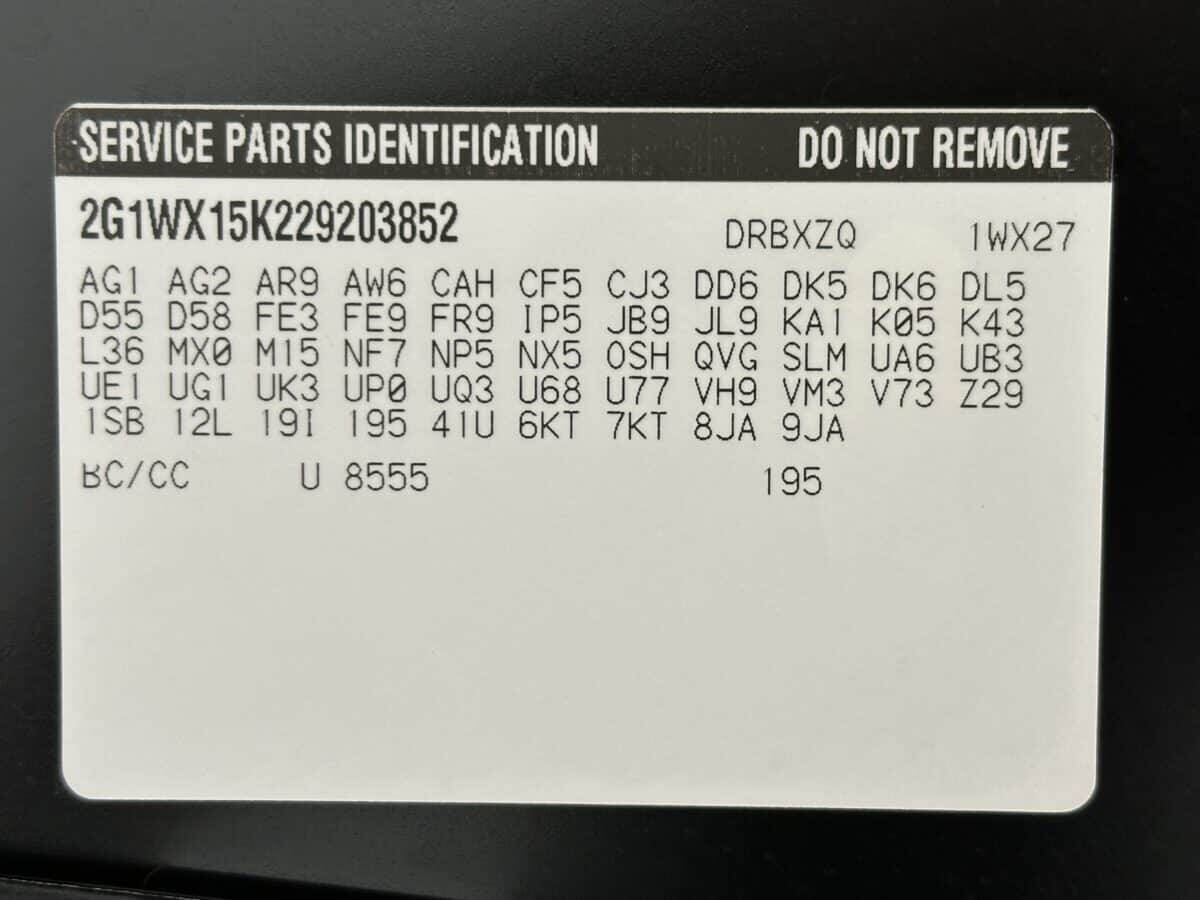 SERVICE PARTS IDENTIFICATION DO NOT REMOVE
2G1WX15K229203852 DRBXZQ 1WX27
AG1 AG2 AR9 AW6 CAH CF5 CJ3 DD6 DK5 DK6 DL5
D55 D58 FE3 FE9 FR9 IP5 JB9 JL9 KA1 K05 K43
L36 MX0 M15 NF7 NP5 NX5 OSH QVG SLM UA6 UB3
UE1 UG1 UK3 UP0 UQ3 U68 U77 VH9 VM3 V73 Z29
1SB 12L 19I 195 41U 6KT 7KT 8JA 9JA
BC/CC U 8555 195